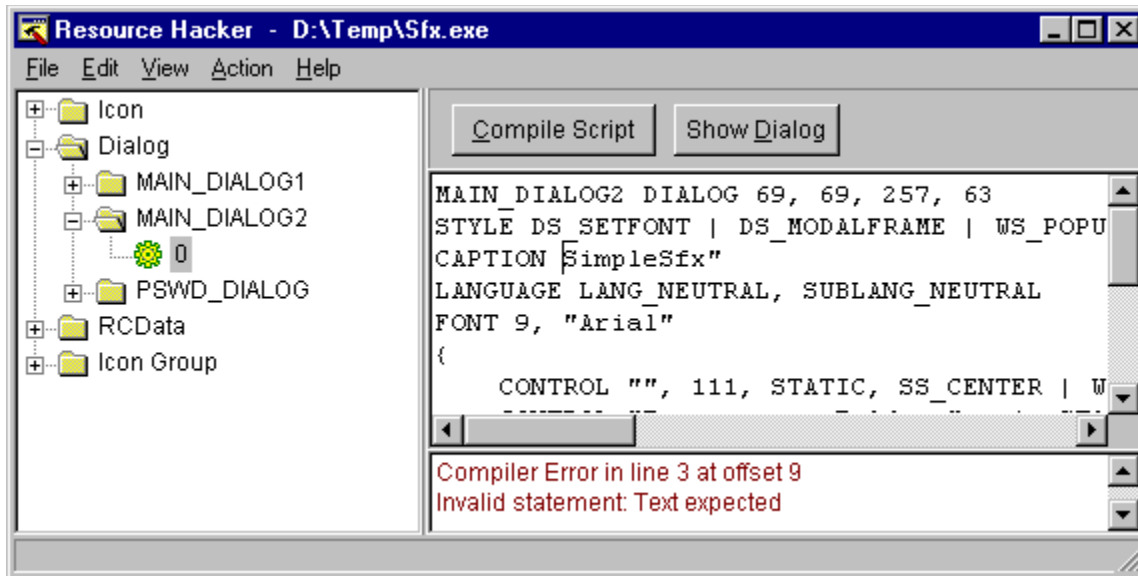 Resource Hacker - D:\Temp\Sfx.exe
File Edit View Action Help
Icon
Dialog
MAIN_DIALOG1
MAIN_DIALOG2
0
PSWD_DIALOG
RCData
Icon Group
Compile Script Show Dialog
MAIN_DIALOG2 DIALOG 69, 69, 257, 63
STYLE DS_SETFONT | DS_MODALFRAME | WS_POPU
CAPTION SimpleSfx"
LANGUAGE LANG_NEUTRAL, SUBLANG_NEUTRAL
FONT 9, "Arial"
{
CONTROL "", 111, STATIC, SS_CENTER | W
Compiler Error in line 3 at offset 9
Invalid statement: Text expected